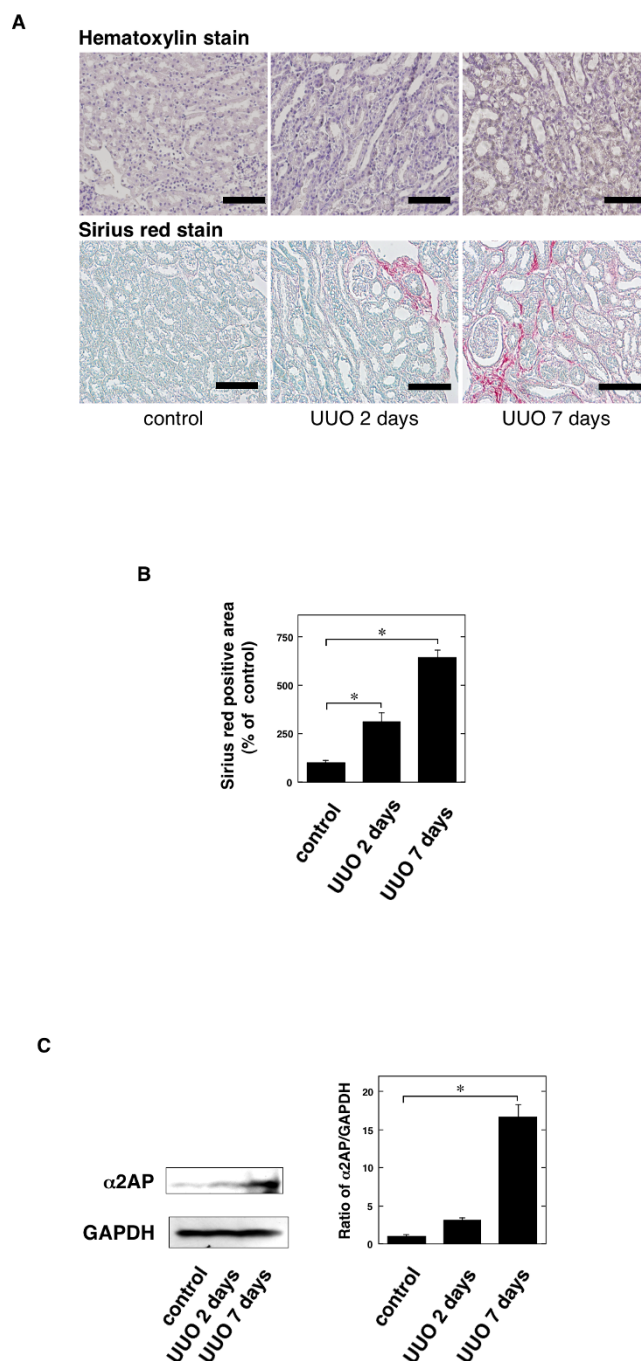 A
Hematoxylin stain
Sirius red stain
control
UUO 2 days
UUO 7 days
B
Sirius red positive area
(% of control)
750
500
250
0
*
*
control
UUO 2 days
UUO 7 days
C
α2AP
GAPDH
control
UUO 2 days
UUO 7 days
Ratio of α2AP/GAPDH
20
15
10
5
0
*
control
UUO 2 days
UUO 7 days